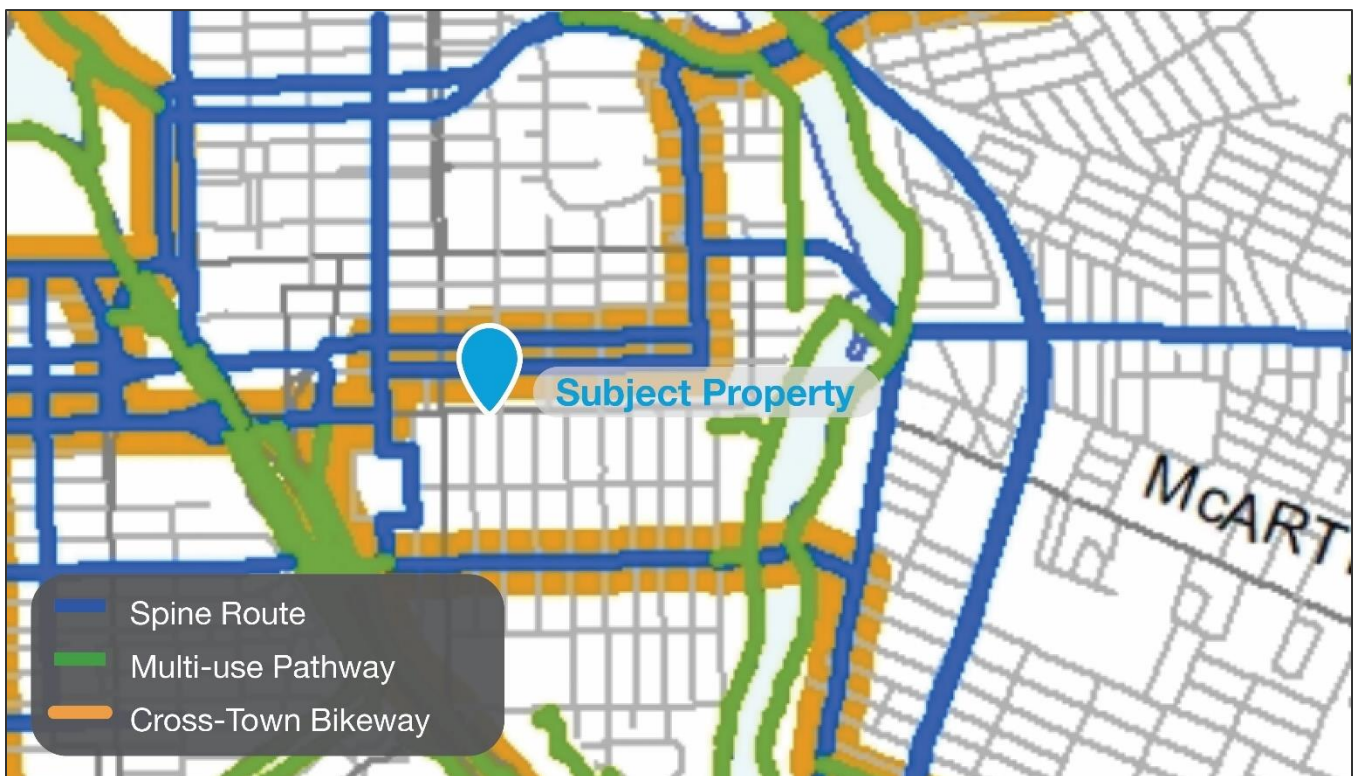 Subject Property
McART
Spine Route
Multi-use Pathway
Cross-Town Bikeway